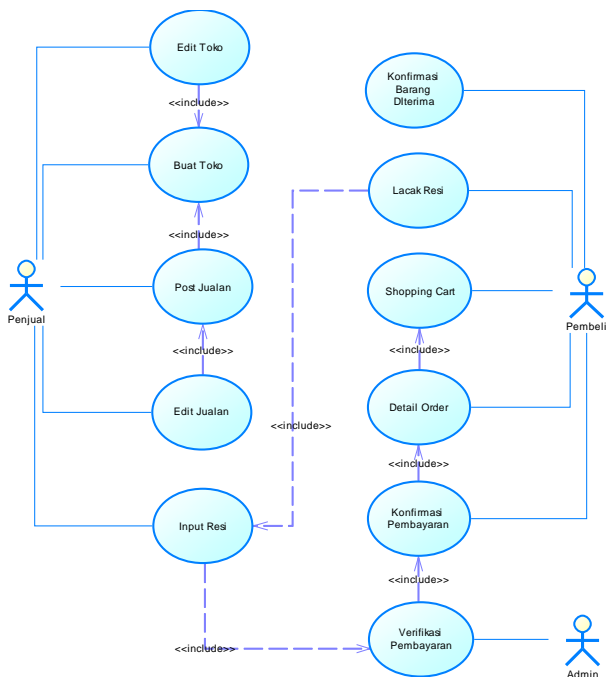 Edit Toko
<<include>>
Buat Toko
<<include>>
Post Jualan
<<include>>
Edit Jualan
Input Resi
<<include>>
Penjual
<<include>>
Konfirmasi
Barang
DIterima
Lacak Resi
Shopping Cart
<<include>>
Detail Order
<<include>>
Konfirmasi
Pembayaran
<<include>>
Verifikasi
Pembayaran
Pembeli
Admin